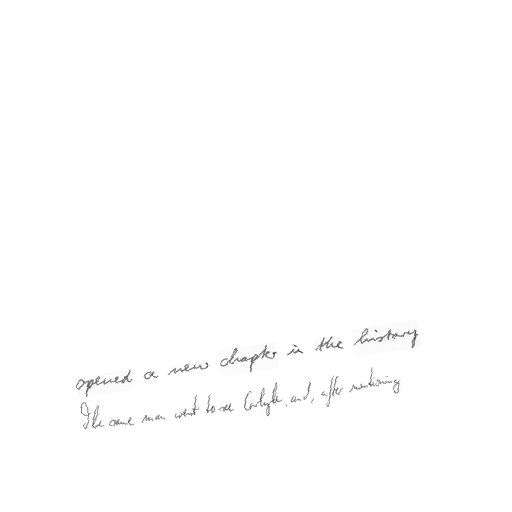 opened a new chapter in the history
The same man went to see Carlyle, and, after mentioning